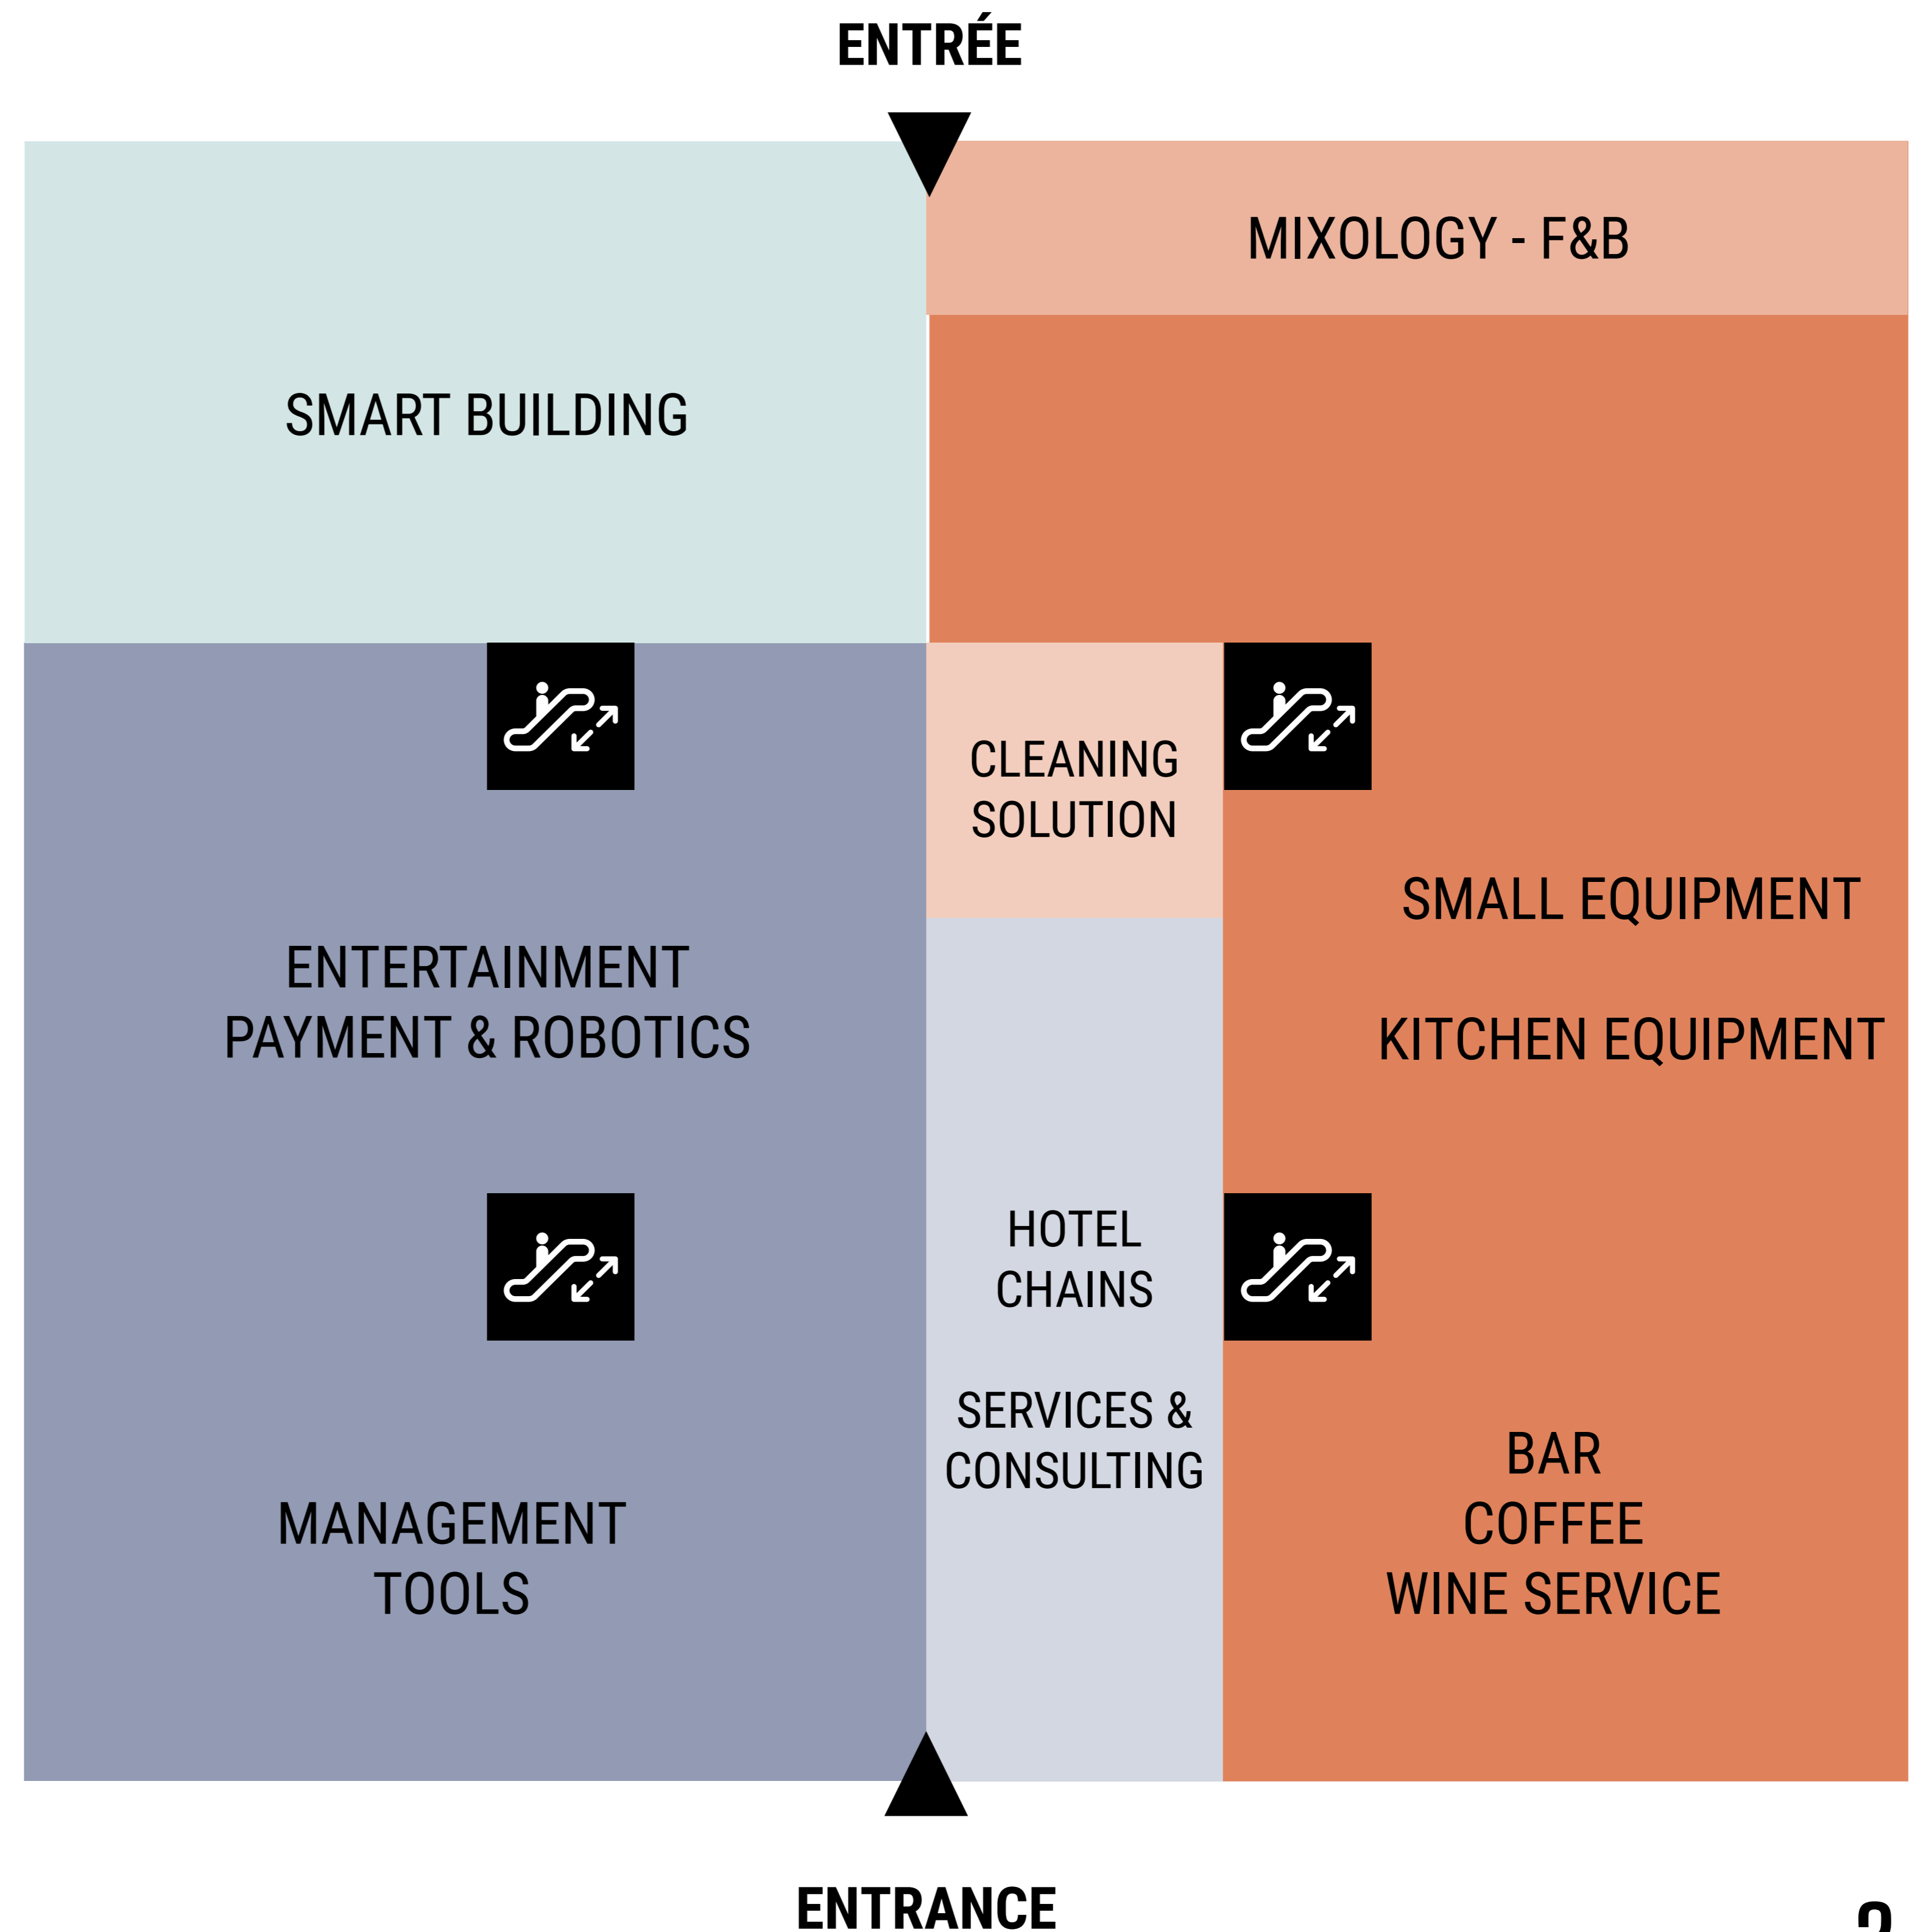 ENTRÉE
MIXOLOGY - F&B
SMART BUILDING
CLEANING
SOLUTION
SMALL EQUIPMENT
KITCHEN EQUIPMENT
ENTERTAINMENT
PAYMENT & ROBOTICS
HOTEL
CHAINS
SERVICES &
CONSULTING
MANAGEMENT
TOOLS
BAR
COFFEE
WINE SERVICE
ENTRANCE